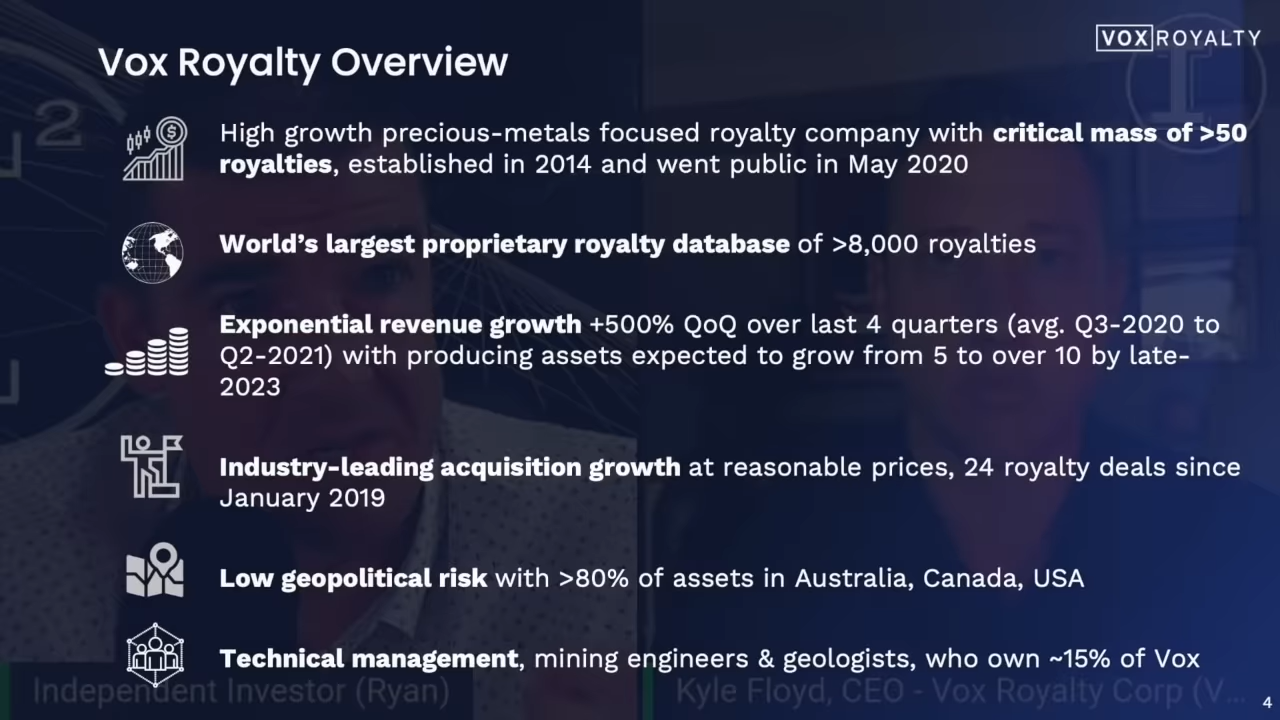 Vox Royalty Overview
VOX ROYALTY
2
High growth precious-metals focused royalty company with critical mass of >50
royalties, established in 2014 and went public in May 2020
World's largest proprietary royalty database of >8,000 royalties
Exponential revenue growth +500% QoQ over last 4 quarters (avg. Q3-2020 to
Q2-2021) with producing assets expected to grow from 5 to over 10 by late-
2023
Industry-leading acquisition growth at reasonable prices, 24 royalty deals since
January 2019
Low geopolitical risk with >80% of assets in Australia, Canada, USA
Technical management, mining engineers & geologists, who own ~15% of Vox
Independent Investor (Ryan)
Kyle Floyd, CEO - Vox Royalty Corp (V...
4